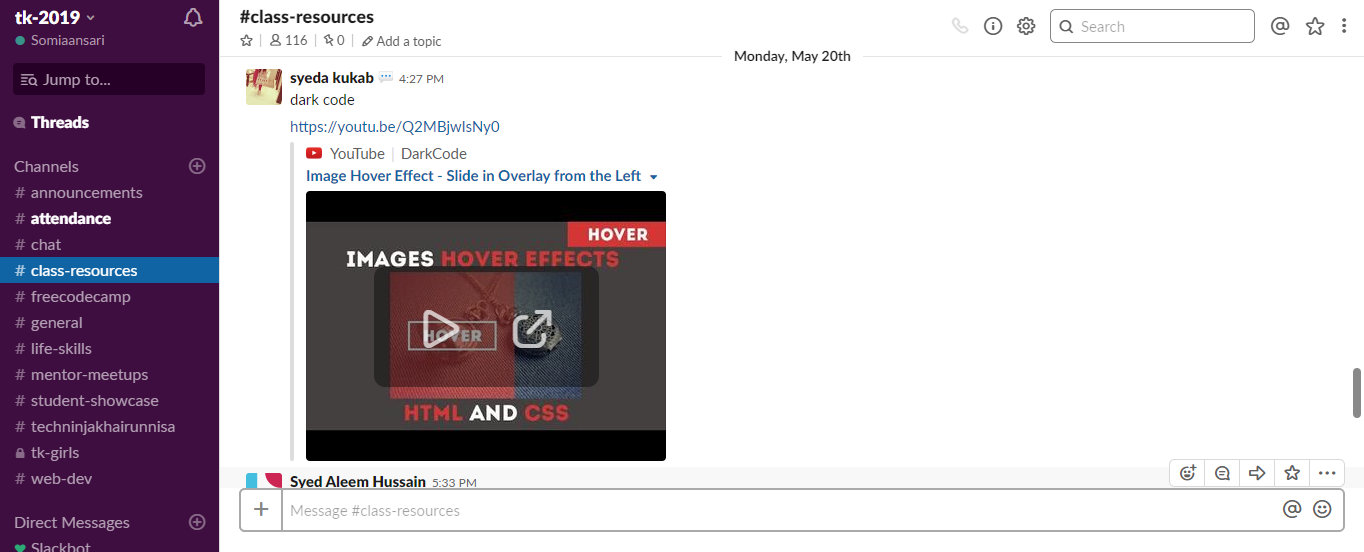 tk-2019
Somiaansari
Jump to...
Threads
Channels
# announcements
# attendance
# chat
# class-resources
# freecodecamp
# general
# life-skills
# mentor-meetups
# student-showcase
# techninjakhairunnisa
tk-girls
# web-dev
Direct Messages
Slackbot
#class-resources
116 | 0 | Add a topic
Search
Monday, May 20th
syeda kukab 4:27 PM
dark code
https://youtu.be/Q2MBjwIsNy0
YouTube | DarkCode
Image Hover Effect - Slide in Overlay from the Left
HOVER
IMAGES HOVER EFFECTS
HOVER
HTML AND CSS
Syed Aleem Hussain 5:33 PM
Message #class-resources